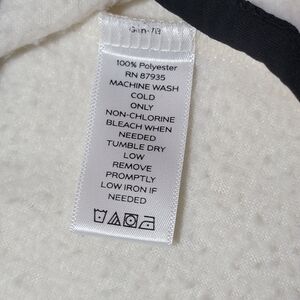 100% Polyester
RN 87935
MACHINE WASH
COLD
ONLY
NON-CHLORINE
BLEACH WHEN
NEEDED
TUMBLE DRY
LOW
REMOVE
PROMPTLY
LOW IRON IF
NEEDED